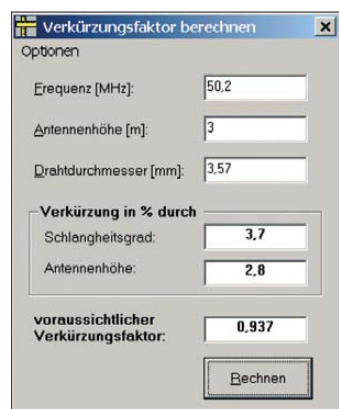 Verkürzungsfaktor berechnen
Optionen
Frequenz [MHz]: 50,2
Antennenhöhe [m]: 3
Drahtdurchmesser [mm]: 3,57
Verkürzung in % durch
Schlangheitsgrad: 3,7
Antennenhöhe: 2,8
voraussichtlicher
Verkürzungsfaktor: 0,937
Rechnen